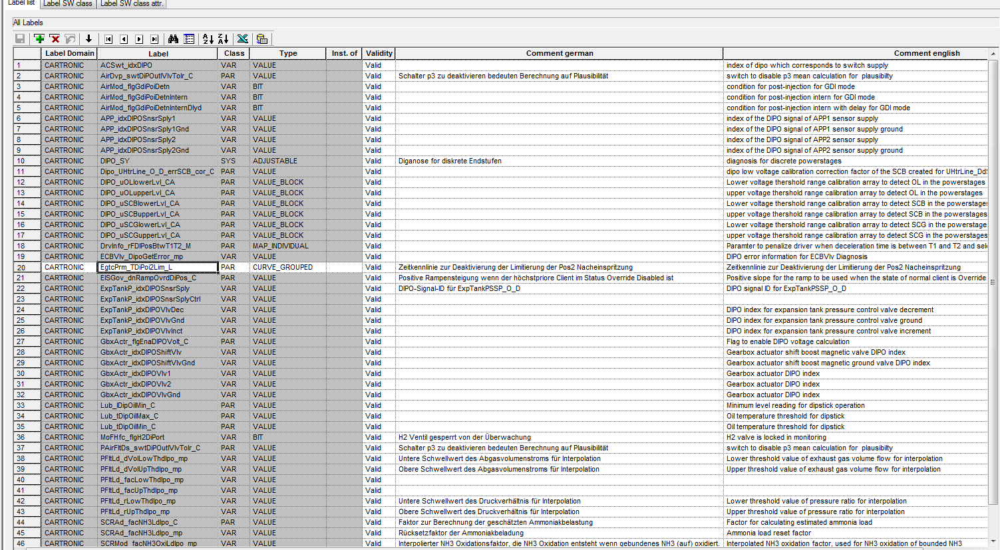 Label list Label SW class Label SW class attr.
All Labels
Label Domain Label Class Type Inst. of Validity Comment german Comment english
1 CARTRONIC ACSwt_idxDIPO VAR VALUE Valid index of dipo which corresponds to switch supply
2 CARTRONIC AirDvp_swtDiPOutlVlvTolr_C PAR VALUE Valid Schalter p3 zu deaktivieren bedeuten Berechnung auf Plausibilität switch to disable p3 mean calculation for plausibilty
3 CARTRONIC AirMod_flgGdiPoiDetn VAR BIT Valid condition for post-injection for GDI mode
4 CARTRONIC AirMod_flgGdiPoiDetnIntern VAR BIT Valid condition for post-injection intern for GDI mode
5 CARTRONIC AirMod_flgGdiPoiDetnInternDlyd VAR BIT Valid condition for post-injection intern with delay for GDI mode
6 CARTRONIC APP_idxDIPOSnsrSply1 VAR VALUE Valid index of the DIPO signal of APP1 sensor supply
7 CARTRONIC APP_idxDIPOSnsrSply1Gnd VAR VALUE Valid index of the DIPO signal of APP1 sensor supply ground
8 CARTRONIC APP_idxDIPOSnsrSply2 VAR VALUE Valid index of the DIPO signal of APP2 sensor supply
9 CARTRONIC APP_idxDIPOSnsrSply2Gnd VAR VALUE Valid index of the DIPO signal of APP2 sensor supply ground
10 CARTRONIC DIPO_SY SYS ADJUSTABLE Valid Diganose for diskrete Endstufen diagnosis for discrete powerstages
11 CARTRONIC Dipo_UHtrLine_O_D_errSCB_cor_C PAR VALUE Valid dipo low voltage calibration correction factor of the SCB created for UHtrLine_DdS
12 CARTRONIC DIPO_uOLlowerLvl_CA PAR VALUE_BLOCK Valid Lower voltage thershold range calibration array to detect OL in the powerstages
13 CARTRONIC DIPO_uOLupperLvl_CA PAR VALUE_BLOCK Valid upper voltage thershold range calibration array to detect OL in the powerstages
14 CARTRONIC DIPO_uSCBlowerLvl_CA PAR VALUE_BLOCK Valid Lower voltage thershold range calibration array to detect SCB in the powerstages
15 CARTRONIC DIPO_uSCBupperLvl_CA PAR VALUE_BLOCK Valid upper voltage thershold range calibration array to detect SCB in the powerstages
16 CARTRONIC DIPO_uSCGlowerLvl_CA PAR VALUE_BLOCK Valid Lower voltage thershold range calibration array to detect SCG in the powerstage
17 CARTRONIC DIPO_uSCGupperLvl_CA PAR VALUE_BLOCK Valid upper voltage thershold range calibration array to detect SCG in the powerstages
18 CARTRONIC DrvInfo_rFDIPosBtwT1T2_M PAR MAP_INDIVIDUAL Valid Paramter to penalize driver when deceleration time is between T1 and T2 and sele
19 CARTRONIC ECBVlv_DipoGetError_mp VAR VALUE Valid DIPO error information for ECBVlv Diagnosis
20 CARTRONIC EgtcPrm_TDiPoi2Lim_L PAR CURVE_GROUPED Valid Zeitkennlinie zur Deaktivierung der Limitierung der Pos2 Nacheinspritzung Zeitkennlinie zur Deaktivierung der Limitierung der Pos2 Nacheinspritzung
21 CARTRONIC EISGov_dnRampOvrdDiPos_C PAR VALUE Valid Positive Rampensteigung wenn der höchstpriore Client im Status Override Disabled ist Positive slope for the ramp to be used when the state of normal client is Override
22 CARTRONIC ExpTankP_idxDIPOSnsrSply VAR VALUE Valid DIPO-Signal-ID für ExpTankPSSP_O_D DIPO signal ID for ExpTankPSSP_O_D
23 CARTRONIC ExpTankP_idxDIPOSnsrSplyCtrl VAR VALUE Valid
24 CARTRONIC ExpTankP_idxDIPOVlvDec VAR VALUE Valid DIPO index for expansion tank pressure control valve decrement
25 CARTRONIC ExpTankP_idxDIPOVlvGnd VAR VALUE Valid DIPO index for expansion tank pressure control valve ground
26 CARTRONIC ExpTankP_idxDIPOVlvInct VAR VALUE Valid DIPO index for expansion tank pressure control valve increment
27 CARTRONIC GbxActr_flgEnaDIPOVolt_C PAR VALUE Valid Flag to enable DIPO voltage calculation
28 CARTRONIC GbxActr_idxDIPOShiftVlv VAR VALUE Valid Gearbox actuator shift boost magnetic valve DIPO index
29 CARTRONIC GbxActr_idxDIPOShiftVlvGnd VAR VALUE Valid Gearbox actuator shift boost magnetic ground valve DIPO index
30 CARTRONIC GbxActr_idxDIPOVlv1 VAR VALUE Valid Gearbox actuator DIPO index
31 CARTRONIC GbxActr_idxDIPOVlv2 VAR VALUE Valid Gearbox actuator DIPO index
32 CARTRONIC GbxActr_idxDIPOVlvGnd VAR VALUE Valid Gearbox actuator DIPO index
33 CARTRONIC Lub_lDipOilMin_C PAR VALUE Valid Minimum level reading for dipstick operation
34 CARTRONIC Lub_tDipOilMax_C PAR VALUE Valid Oil temperature threshold for dipstick
35 CARTRONIC Lub_tDipOilMin_C PAR VALUE Valid Oil temperature threshold for dipstick
36 CARTRONIC MoFHfc_flgH2DiPort VAR BIT Valid H2 Ventil gesperrt von der Überwachung H2 valve is locked in monitoring
37 CARTRONIC PAirFltDs_swtDiPOutlVlvTolr_C PAR VALUE Valid Schalter p3 zu deaktivieren bedeuten Berechnung auf Plausibilität switch to disable p3 mean calculation for plausibilty
38 CARTRONIC PFltLd_dVolLowThdIpo_mp VAR VALUE Valid Untere Schwellwert des Abgasvolumenstroms für Interpolation Lower threshold value of exhaust gas volume flow for interpolation
39 CARTRONIC PFltLd_dVolUpThdIpo_mp VAR VALUE Valid Obere Schwellwert des Abgasvolumenstroms für Interpolation Upper threshold value of exhaust gas volume flow for interpolation
40 CARTRONIC PFltLd_facLowThdIpo_mp VAR VALUE Valid
41 CARTRONIC PFltLd_facUpThdIpo_mp VAR VALUE Valid
42 CARTRONIC PFltLd_rLowThdIpo_mp VAR VALUE Valid Untere Schwellwert des Druckverhältnis für Interpolation Lower threshold value of pressure ratio for interpolation
43 CARTRONIC PFltLd_rUpThdIpo_mp VAR VALUE Valid Obere Schwellwert des Druckverhältnis für Interpolation Upper threshold value of pressure ratio for interpolation
44 CARTRONIC SCRAd_facNH3LdIpo_C PAR VALUE Valid Faktor zur Berechnung der geschätzten Ammoniakbelastung Factor for calculating estimated ammonia load
45 CARTRONIC SCRAd_facNH3LdIpo_mp VAR VALUE Valid Rücksetzfaktor der Ammoniakbeladung Ammonia load reset factor
46 CARTRONIC SCRMod_facNH3OxiLdIpo_mp VAR VALUE Valid Interpolierter NH3 Oxidationsfaktor, die NH3 Oxidation entsteht wenn gebundenes NH3 (auf) oxidiert. Interpolated NH3 oxidation factor, used for NH3 oxidation of bounded NH3